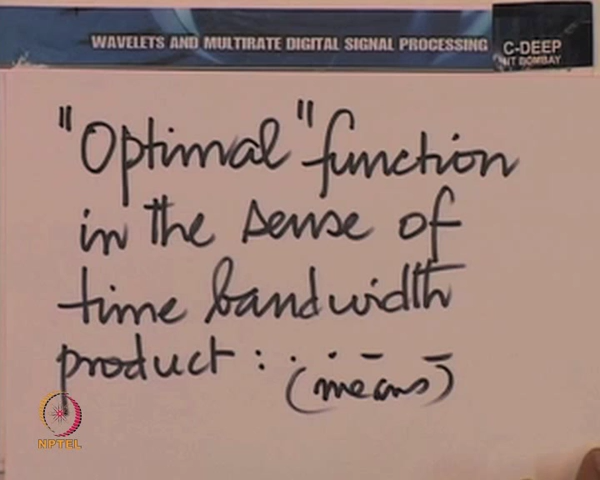 WAVELETS AND MULTIRATE DIGITAL SIGNAL PROCESSING
C-DEEP
IIT BOMBAY
"Optimal" function
in the sense of
time bandwidth
product : . . – –
(means)
NPTEL